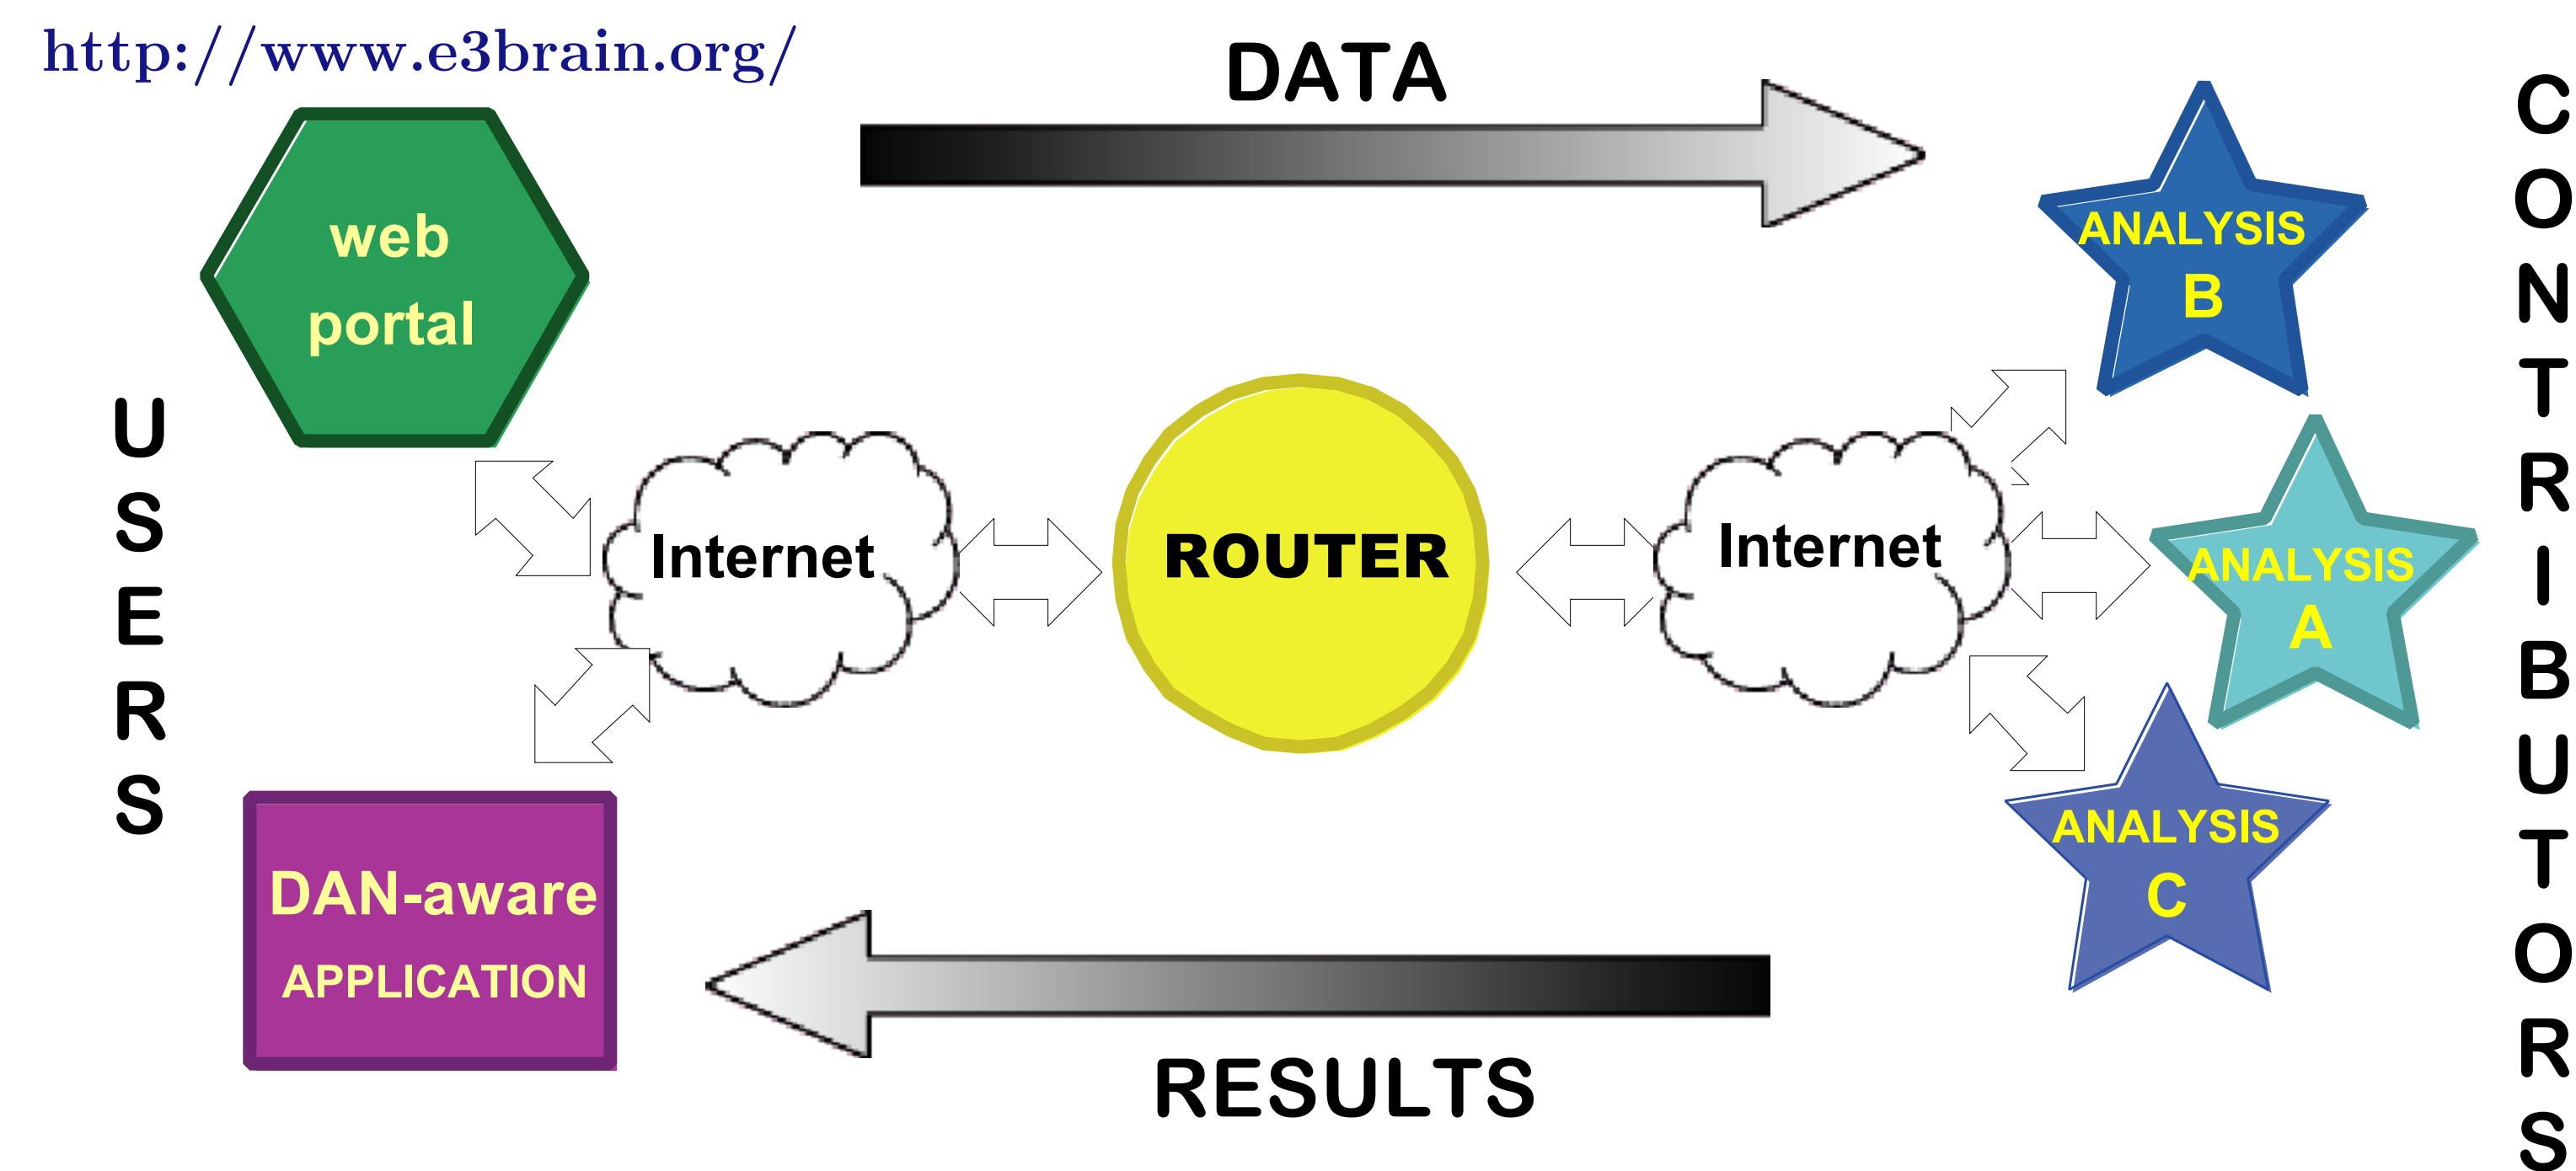 http://www.e3brain.org/
DATA
web
portal
USERS
Internet
ROUTER
Internet
ANALYSIS
B
ANALYSIS
A
ANALYSIS
C
CONTRIBUTORS
DAN-aware
APPLICATION
RESULTS